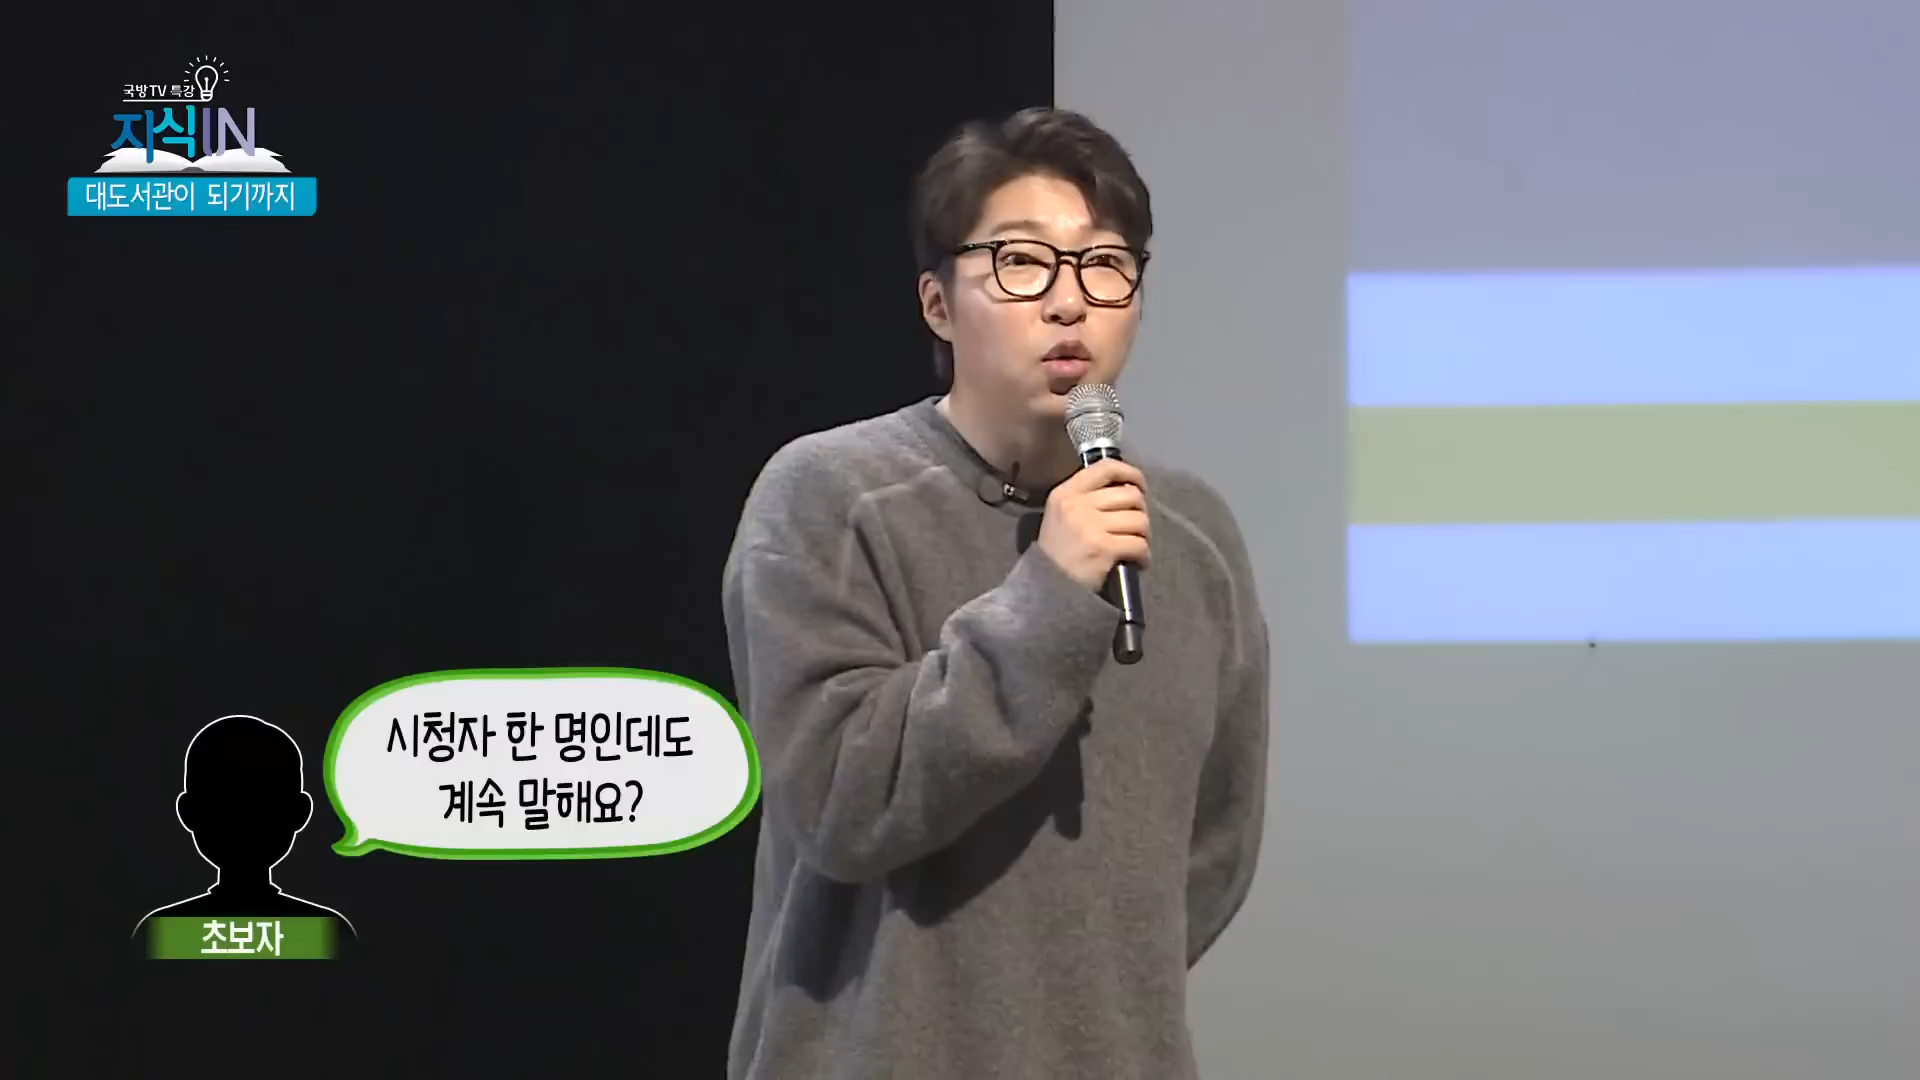 국방TV 특강
지식IN
대도서관이 되기까지
시청자 한 명인데도
계속 말해요?
초보자